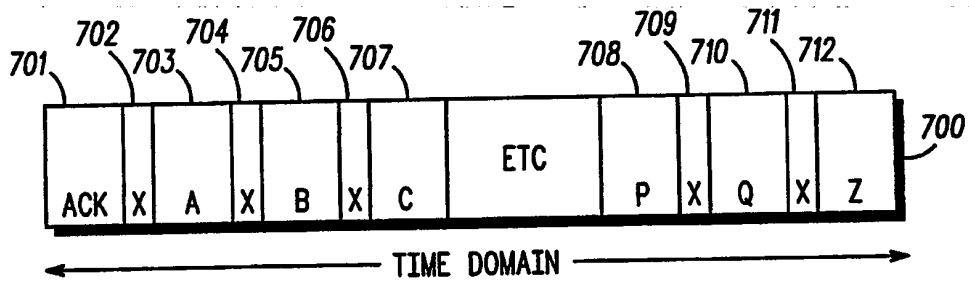 701 702 703 704 705 706 707 708 709 710 711 712
700
ACK X A X B X C ETC P X Q X Z
TIME DOMAIN